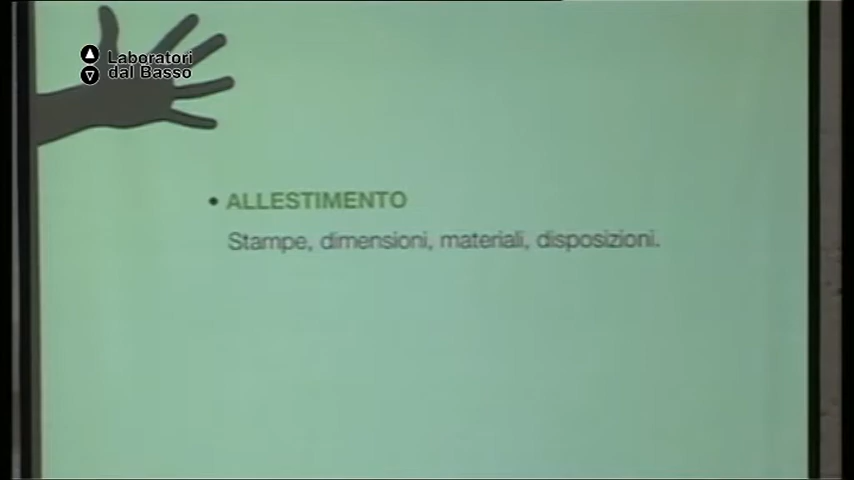 Laboratori
dal Basso
• ALLESTIMENTO
Stampe, dimensioni, materiali, disposizioni.